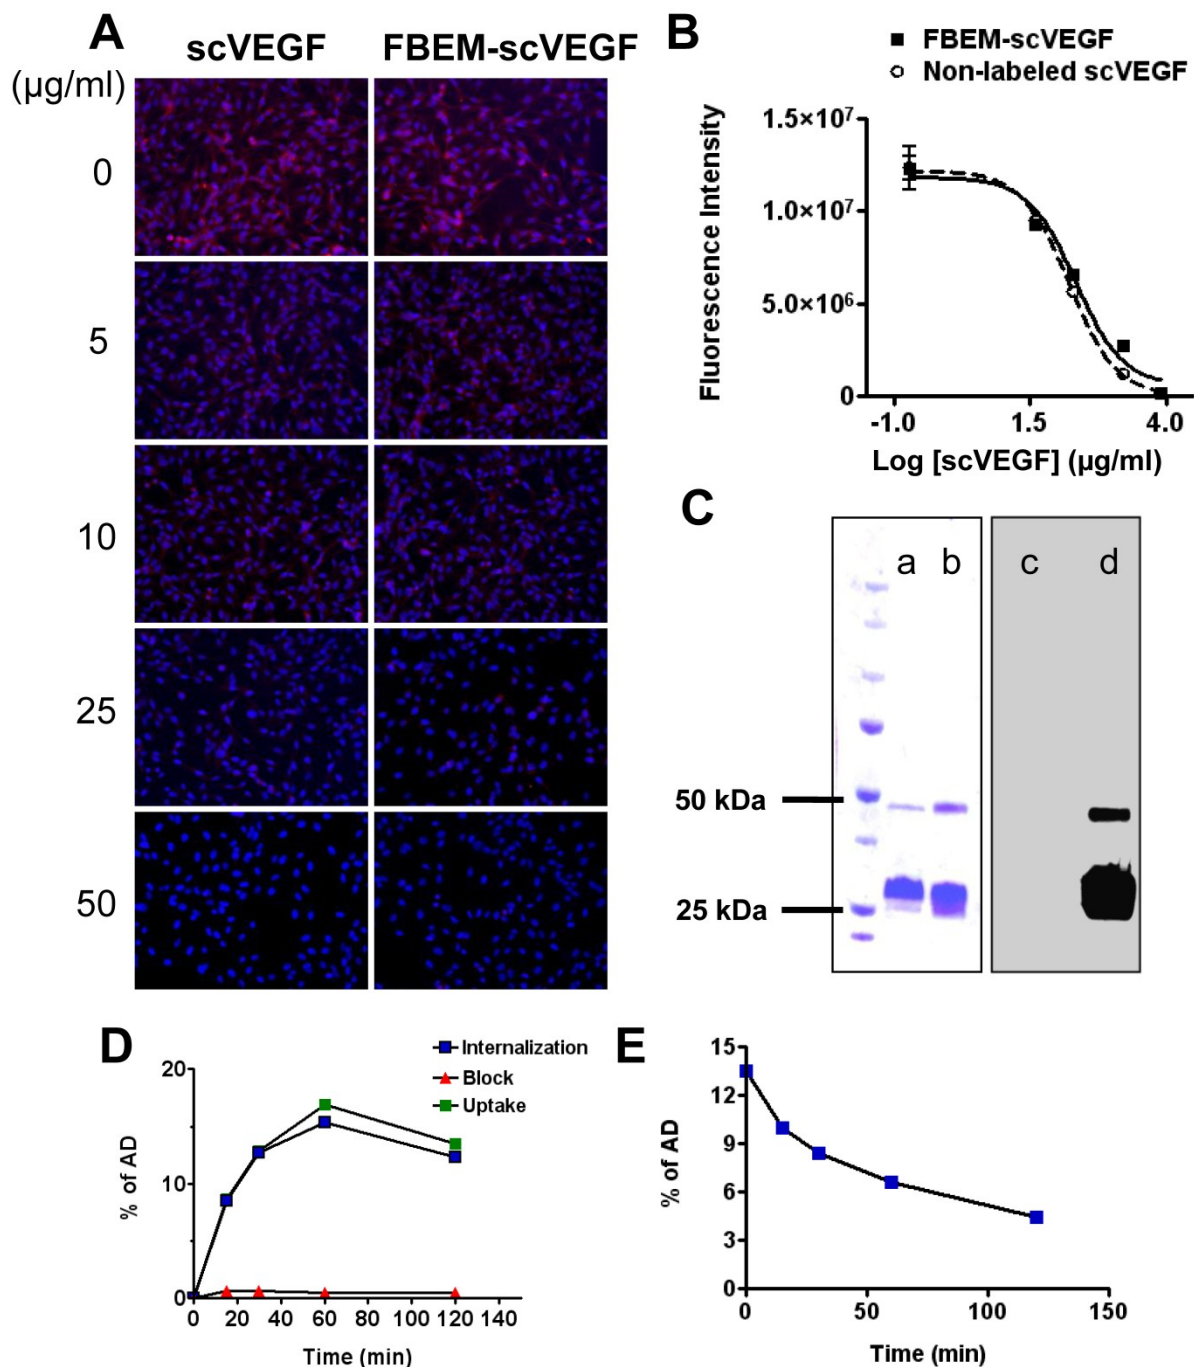 A
scVEGF FBEM-scVEGF
(µg/ml)
0
5
10
25
50
B
FBEM-scVEGF
Non-labeled scVEGF
Fluorescence Intensity
1.5×10⁷
1.0×10⁷
5.0×10⁶
0
-1.0 1.5 4.0
Log [scVEGF] (µg/ml)
C
a b c d
50 kDa
25 kDa
D
Internalization
Block
Uptake
% of AD
20
10
0
0 20 40 60 80 100 120 140
Time (min)
E
% of AD
15
12
9
6
3
0
0 50 100 150
Time (min)